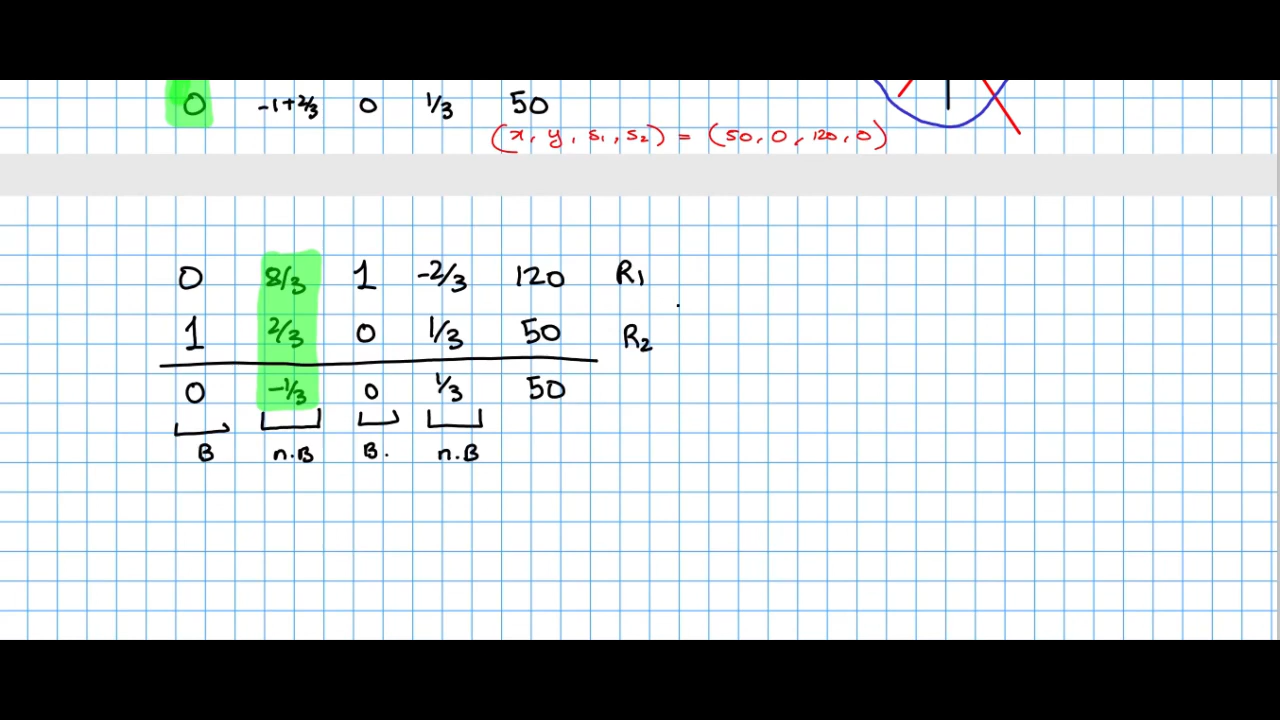 0 -1+2/3 0 1/3 50
(x, y, s₁, s₂) = (50, 0, 120, 0)
0 8/3 1 -2/3 120 R₁
1 2/3 0 1/3 50 R₂
0 -1/3 0 1/3 50
B n.B B. n.B